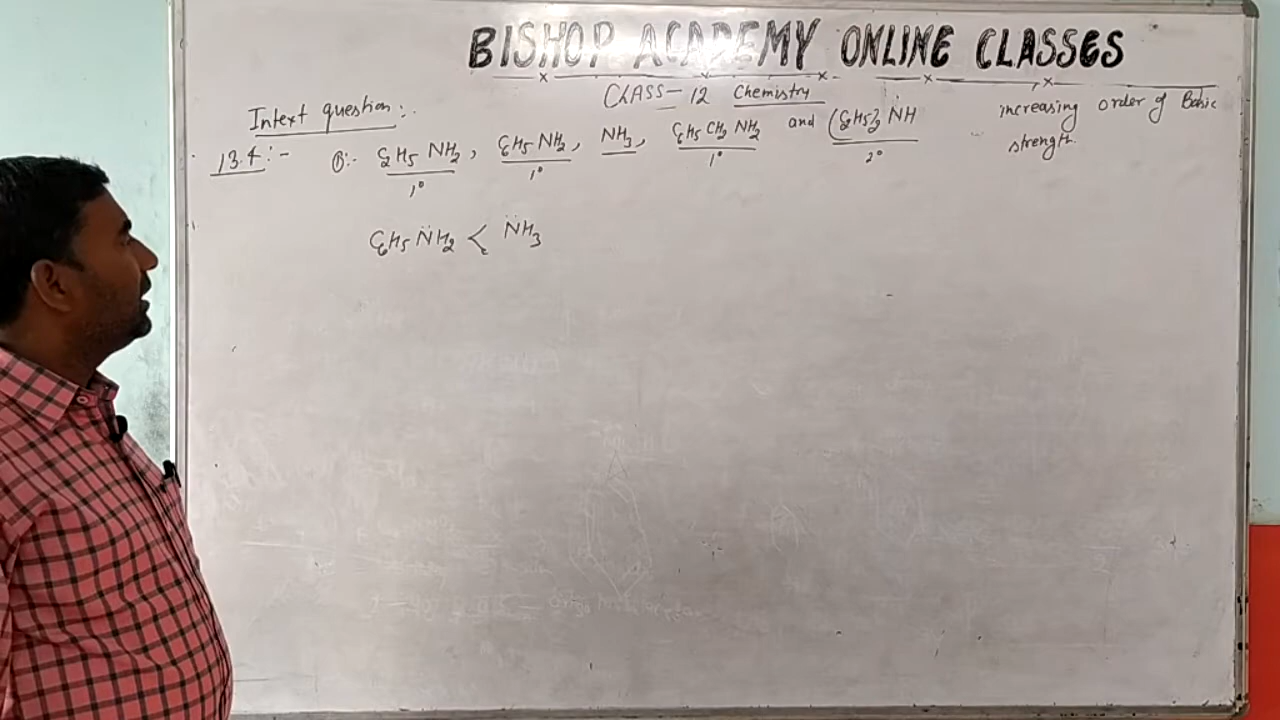 BISHOP ACADEMY ONLINE CLASSES
CLASS- 12 Chemistry
Intext question:-
13.4:- (i):- C2H5 NH2, C6H5 NH2, NH3, C6H5 CH2 NH2 and (C2H5)2 NH increasing order of Basic
strength.
1° 1° 1° 2°
C6H5 NH2 < NH3